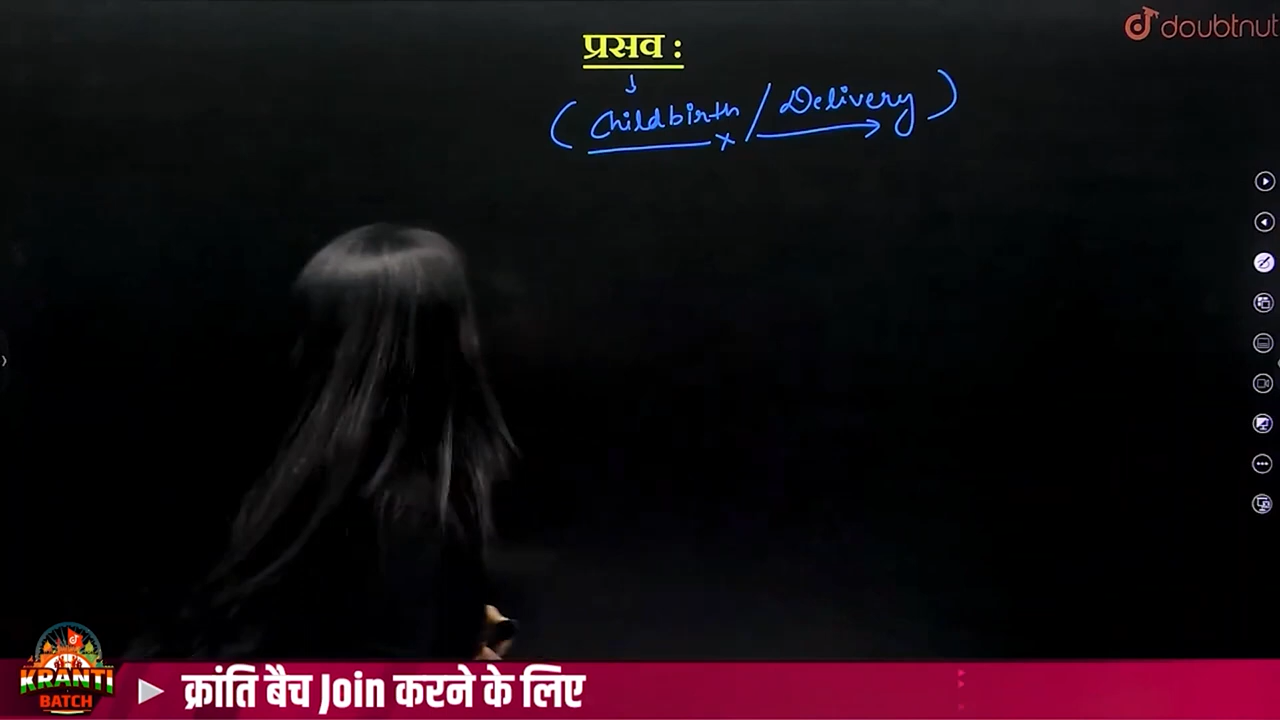 प्रसव :
doubtnut
( Childbirth / Delivery )
KRANTI
BATCH
क्रांति बैच Join करने के लिए